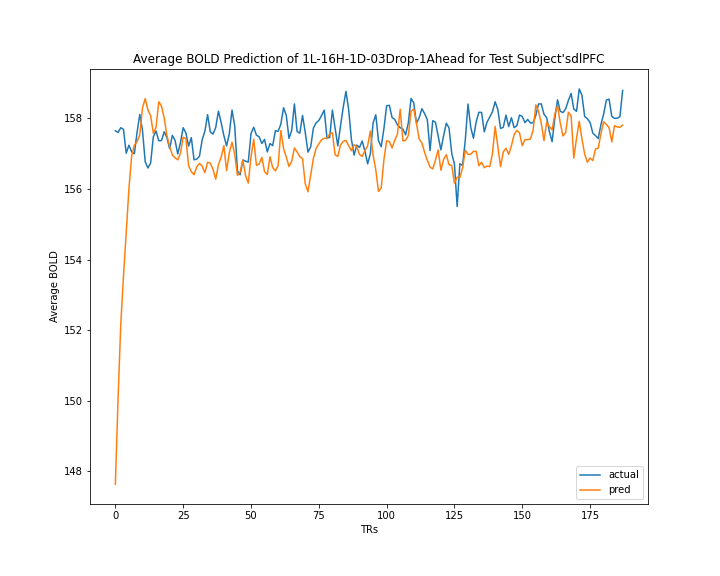 Average BOLD Prediction of 1L-16H-1D-03Drop-1Ahead for Test Subject'sdlPFC
Average BOLD
158
156
154
152
150
148
0 25 50 75 100 125 150 175
TRs
actual
pred